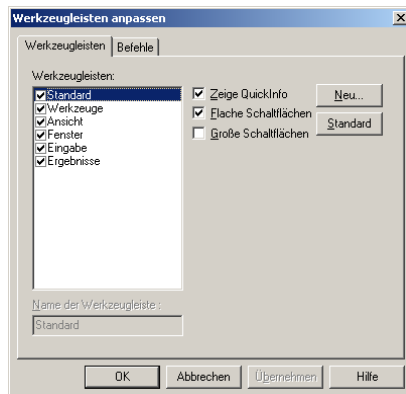 Werkzeugleisten anpassen
Werkzeugleisten Befehle
Werkzeugleisten:
Standard
Werkzeuge
Ansicht
Fenster
Eingabe
Ergebnisse
Zeige QuickInfo
Flache Schaltflächen
Große Schaltflächen
Neu...
Standard
Name der Werkzeugleiste :
Standard
OK Abbrechen Übernehmen Hilfe